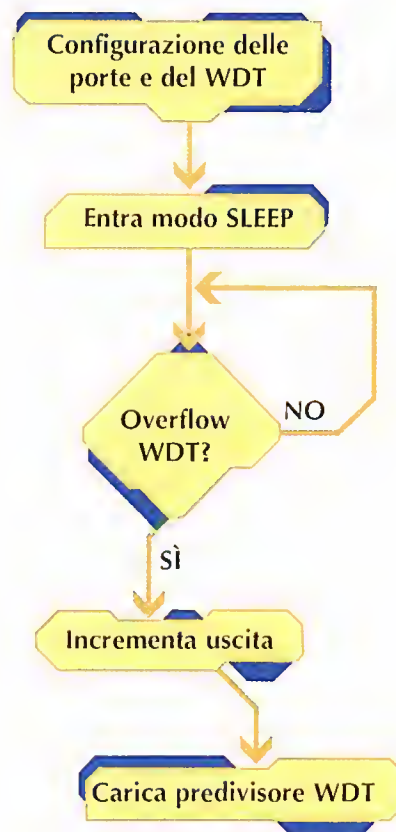 Configurazione delle
porte e del WDT
Entra modo SLEEP
Overflow
WDT?
NO
SÌ
Incrementa uscita
Carica predivisore WDT